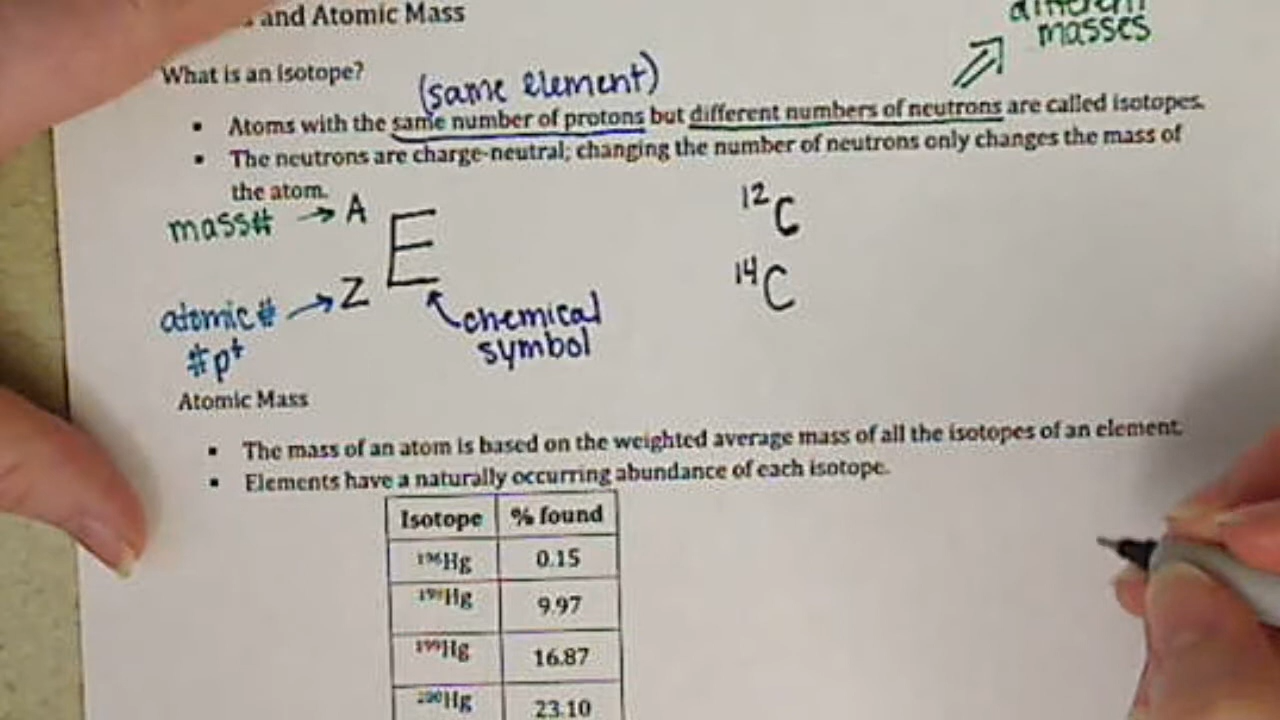 and Atomic Mass
different
masses
What is an isotope?
(same element)
▪ Atoms with the same number of protons but different numbers of neutrons are called isotopes.
▪ The neutrons are charge-neutral; changing the number of neutrons only changes the mass of
the atom.
mass# → A
E
12C
14C
atomic# → Z
chemical
symbol
#p+
Atomic Mass
▪ The mass of an atom is based on the weighted average mass of all the isotopes of an element.
▪ Elements have a naturally occurring abundance of each isotope.
Isotope % found
196Hg 0.15
Hg 9.97
199Hg 16.87
200Hg 23.10